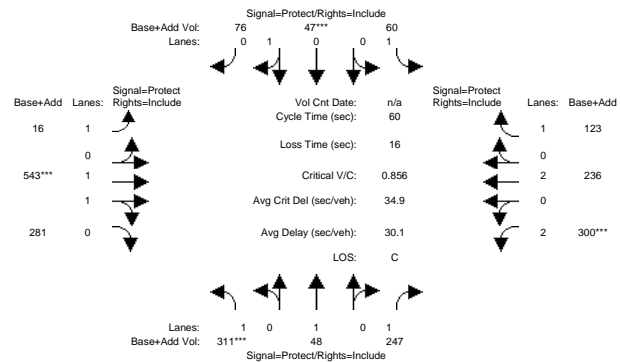 Signal=Protect/Rights=Include
Base+Add Vol: 76 47*** 60
Lanes: 0 1 0 0 1
Signal=Protect
Base+Add Lanes: Rights=Include
Vol Cnt Date: n/a
Signal=Protect
Rights=Include Lanes: Base+Add
Cycle Time (sec): 60
16 1
1 123
Loss Time (sec): 16
0
0
543*** 1
Critical V/C: 0.856
2 236
1
Avg Crit Del (sec/veh): 34.9
0
281 0
Avg Delay (sec/veh): 30.1
2 300***
LOS: C
Lanes: 1 0 1 0 1
Base+Add Vol: 311*** 48 247
Signal=Protect/Rights=Include